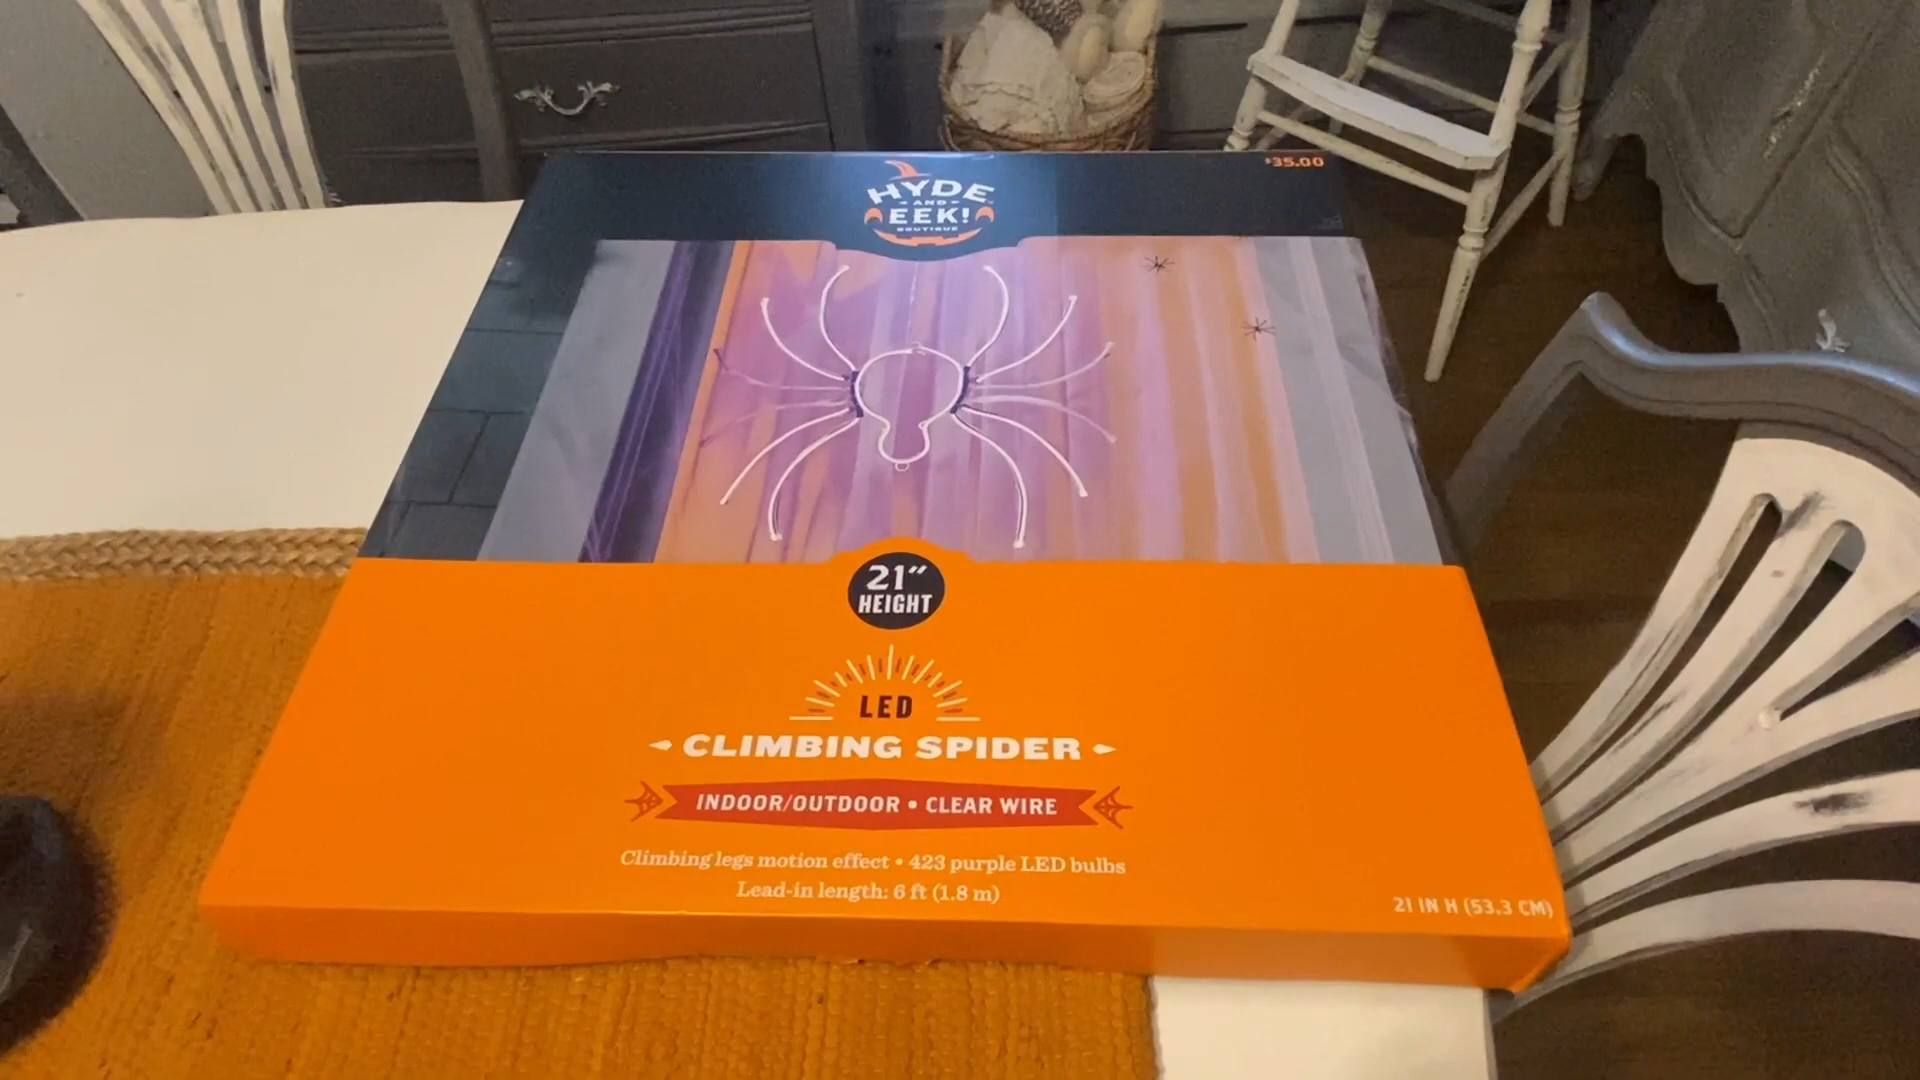 $35.00
HYDE
AND
EEK!
BOUTIQUE
21"
HEIGHT
LED
CLIMBING SPIDER
INDOOR/OUTDOOR • CLEAR WIRE
Climbing legs motion effect • 423 purple LED bulbs
Lead-in length: 6 ft (1.8 m)
21 IN H (53.3 CM)